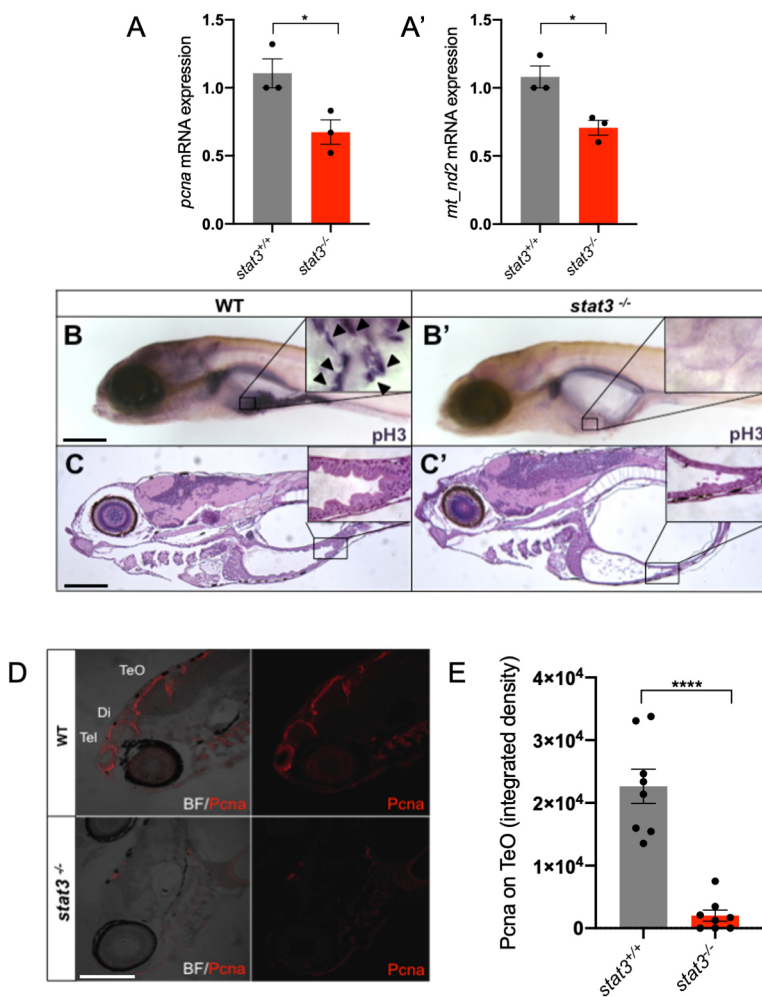 A
A'
pcna mRNA expression
1.5
1.0
0.5
0.0
*
stat3+/+
stat3-/-
mt_nd2 mRNA expression
1.5
1.0
0.5
0.0
*
stat3+/+
stat3-/-
WT
stat3 -/-
B
pH3
B'
pH3
C
C'
D
WT
TeO
Di
Tel
BF/Pcna
Pcna
stat3 -/-
BF/Pcna
Pcna
E
Pcna on TeO (integrated density)
4×10⁴
3×10⁴
2×10⁴
1×10⁴
0
****
stat3+/+
stat3-/-